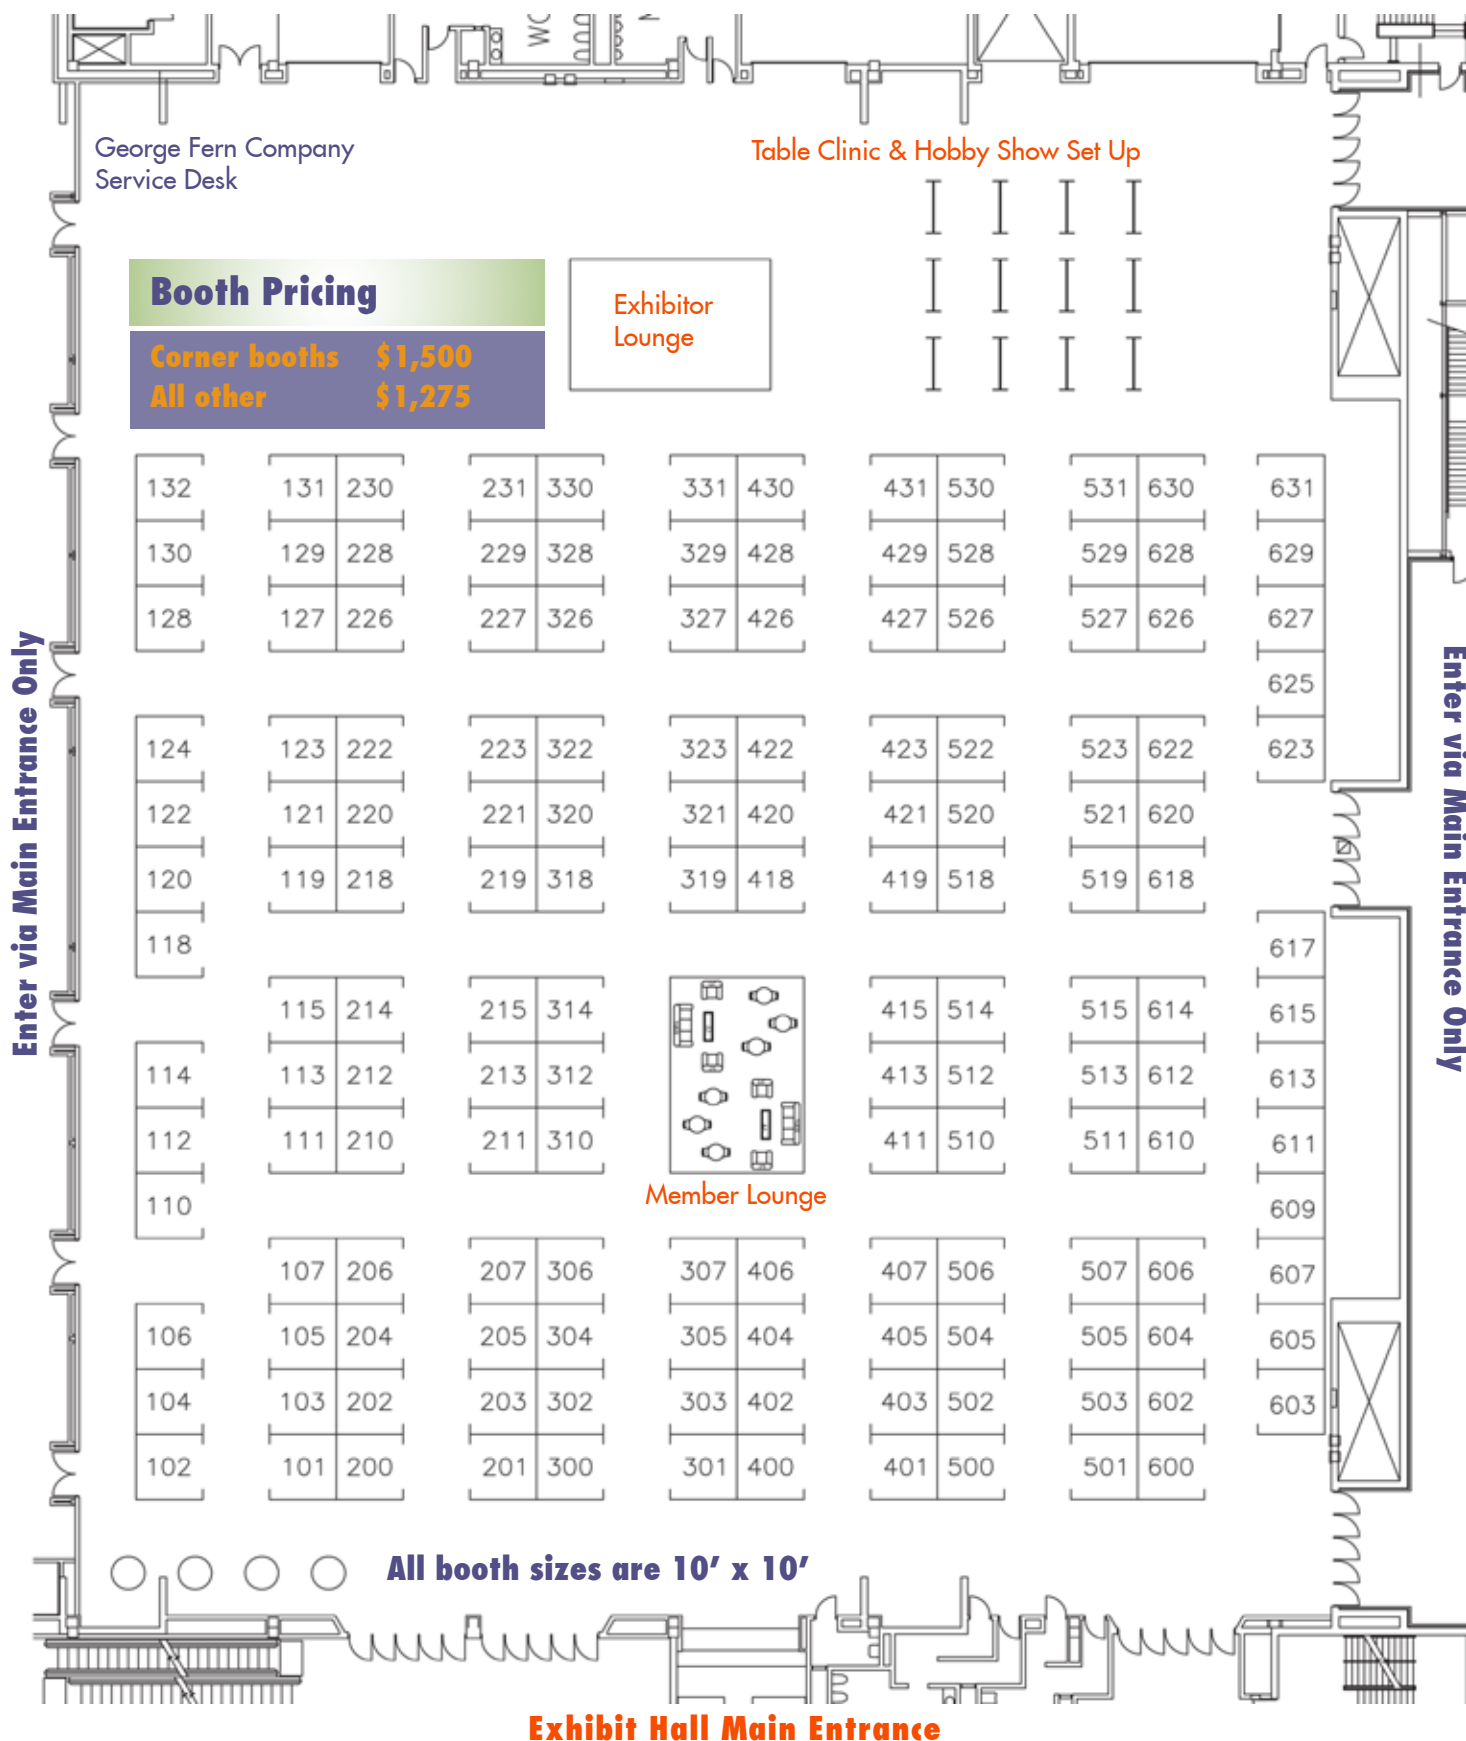 WC
George Fern Company
Service Desk
Table Clinic & Hobby Show Set Up
Booth Pricing
Corner booths $1,500
All other $1,275
Exhibitor
Lounge
132 131 230 231 330 331 430 431 530 531 630 631
130 129 228 229 328 329 428 429 528 529 628 629
128 127 226 227 326 327 426 427 526 527 626 627
625
124 123 222 223 322 323 422 423 522 523 622 623
122 121 220 221 320 321 420 421 520 521 620
120 119 218 219 318 319 418 419 518 519 618
118 617
115 214 215 314 415 514 515 614 615
114 113 212 213 312 413 512 513 612 613
112 111 210 211 310 411 510 511 610 611
Member Lounge
110 609
107 206 207 306 307 406 407 506 507 606 607
106 105 204 205 304 305 404 405 504 505 604 605
104 103 202 203 302 303 402 403 502 503 602 603
102 101 200 201 300 301 400 401 500 501 600
Enter via Main Entrance Only
Enter via Main Entrance Only
All booth sizes are 10’ x 10’
Exhibit Hall Main Entrance